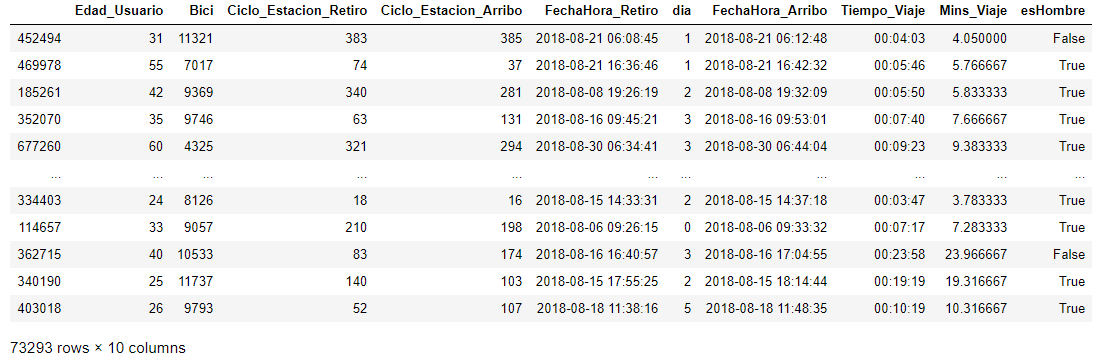 Edad_Usuario Bici Ciclo_Estacion_Retiro Ciclo_Estacion_Arribo FechaHora_Retiro dia FechaHora_Arribo Tiempo_Viaje Mins_Viaje esHombre
452494 31 11321 383 385 2018-08-21 06:08:45 1 2018-08-21 06:12:48 00:04:03 4.050000 False
469978 55 7017 74 37 2018-08-21 16:36:46 1 2018-08-21 16:42:32 00:05:46 5.766667 True
185261 42 9369 340 281 2018-08-08 19:26:19 2 2018-08-08 19:32:09 00:05:50 5.833333 True
352070 35 9746 63 131 2018-08-16 09:45:21 3 2018-08-16 09:53:01 00:07:40 7.666667 True
677260 60 4325 321 294 2018-08-30 06:34:41 3 2018-08-30 06:44:04 00:09:23 9.383333 True
... ... ... ... ... ... ... ... ... ... ...
334403 24 8126 18 16 2018-08-15 14:33:31 2 2018-08-15 14:37:18 00:03:47 3.783333 True
114657 33 9057 210 198 2018-08-06 09:26:15 0 2018-08-06 09:33:32 00:07:17 7.283333 True
362715 40 10533 83 174 2018-08-16 16:40:57 3 2018-08-16 17:04:55 00:23:58 23.966667 False
340190 25 11737 140 103 2018-08-15 17:55:25 2 2018-08-15 18:14:44 00:19:19 19.316667 True
403018 26 9793 52 107 2018-08-18 11:38:16 5 2018-08-18 11:48:35 00:10:19 10.316667 True
73293 rows × 10 columns